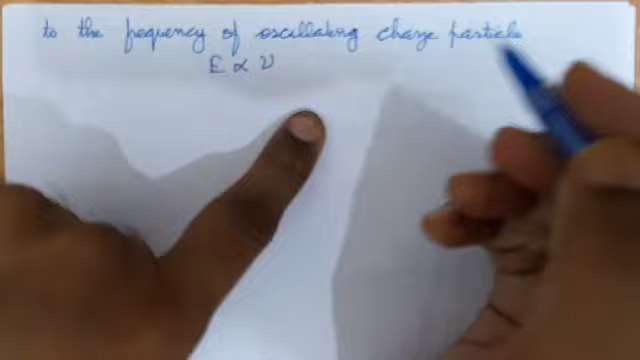 to the frequency of oscillating charge particle
E ∝ ν